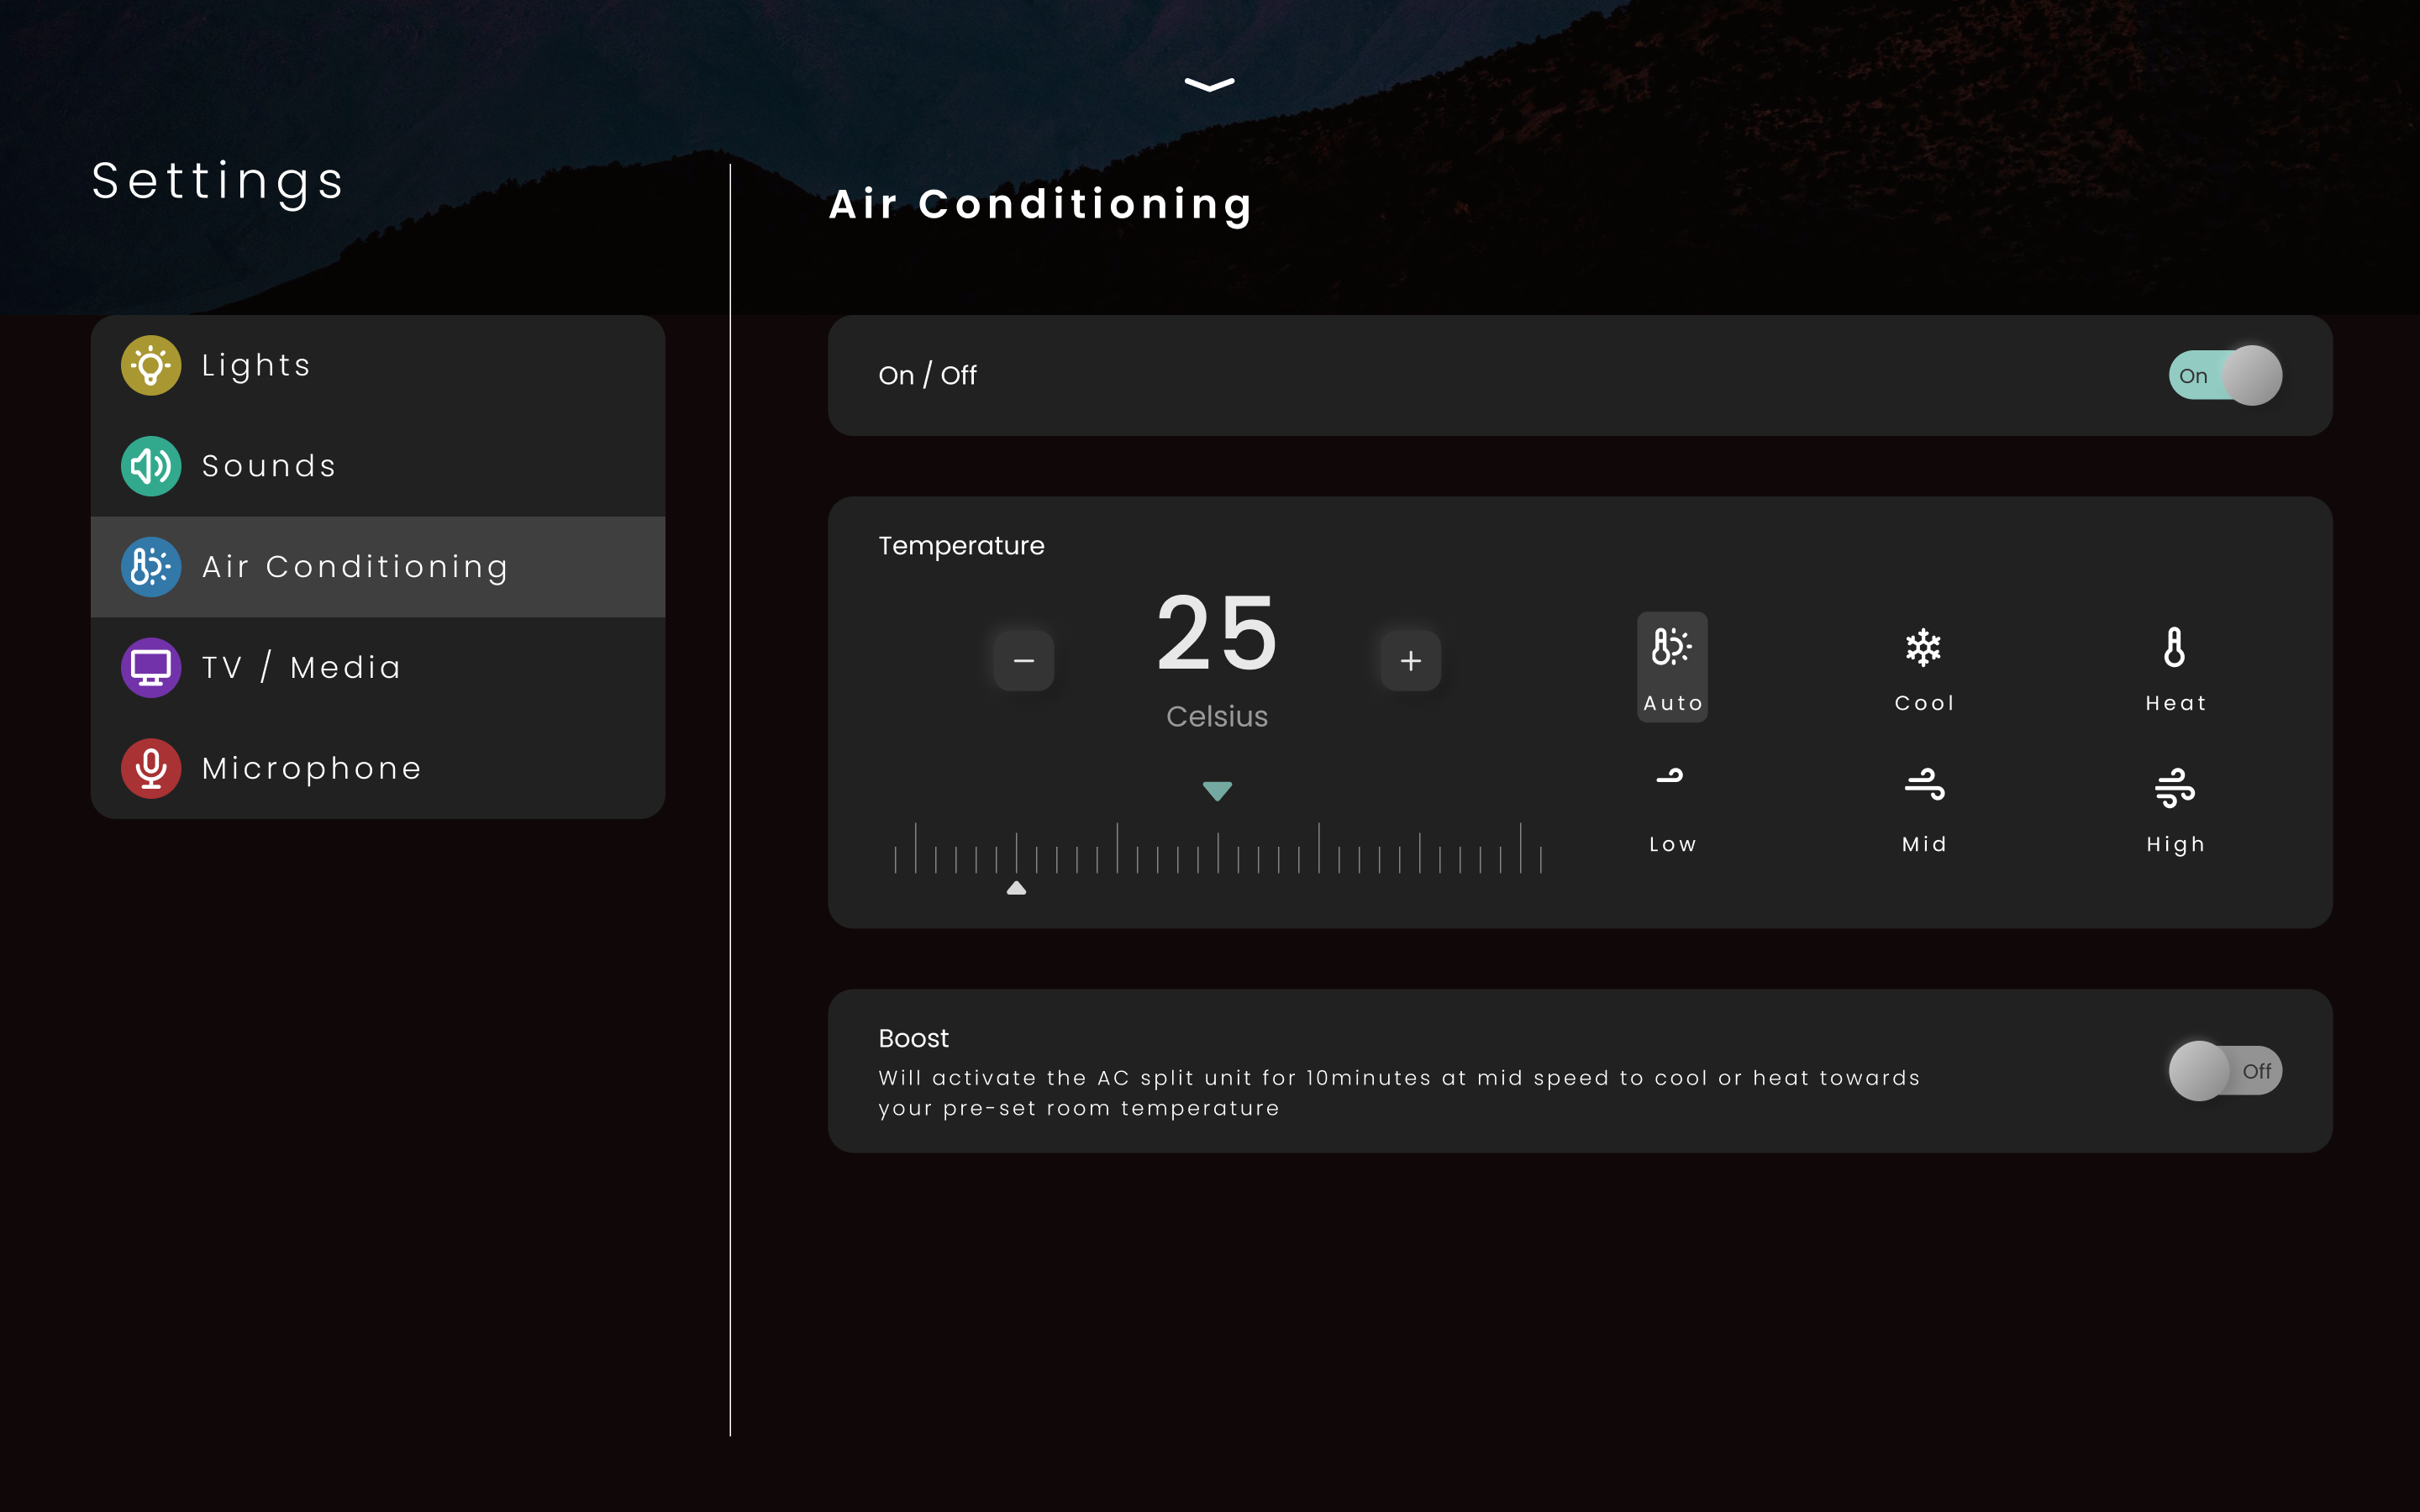 Settings
Air Conditioning
Lights
Sounds
Air Conditioning
TV / Media
Microphone
On / Off
On
Temperature
25
Celsius
Auto
Cool
Heat
Low
Mid
High
Boost
Will activate the AC split unit for 10minutes at mid speed to cool or heat towards
your pre-set room temperature
Off